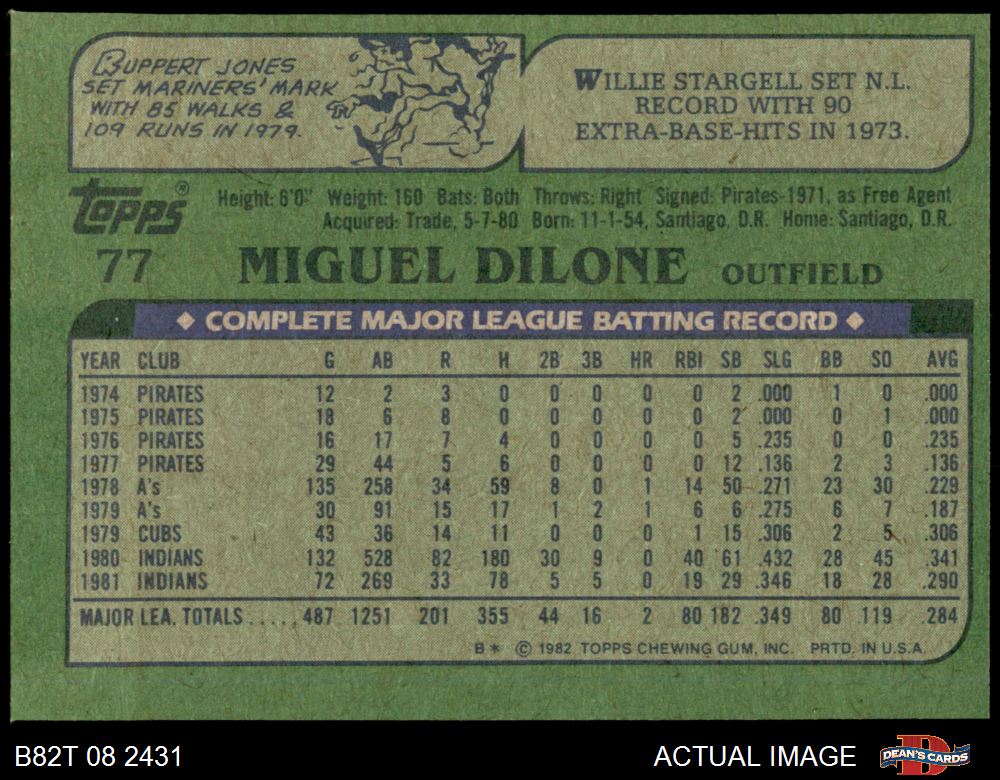 RUPPERT JONES
SET MARINERS' MARK
WITH 85 WALKS &
109 RUNS IN 1979.
WILLIE STARGELL SET N.L.
RECORD WITH 90
EXTRA-BASE-HITS IN 1973.
Topps®
Height: 6'0" Weight: 160 Bats: Both Throws: Right Signed: Pirates-1971, as Free Agent
Acquired: Trade, 5-7-80 Born: 11-1-54, Santiago, D.R. Home: Santiago, D.R.
77 MIGUEL DILONE OUTFIELD
◆ COMPLETE MAJOR LEAGUE BATTING RECORD ◆
YEAR CLUB G AB R H 2B 3B HR RBI SB SLG BB SO AVG
1974 PIRATES 12 2 3 0 0 0 0 0 2 .000 1 0 .000
1975 PIRATES 18 6 8 0 0 0 0 0 2 .000 0 1 .000
1976 PIRATES 16 17 7 4 0 0 0 0 5 .235 0 0 .235
1977 PIRATES 29 44 5 6 0 0 0 0 12 .136 2 3 .136
1978 A's 135 258 34 59 8 0 1 14 50 .271 23 30 .229
1979 A's 30 91 15 17 1 2 1 6 6 .275 6 7 .187
1979 CUBS 43 36 14 11 0 0 0 1 15 .306 2 5 .306
1980 INDIANS 132 528 82 180 30 9 0 40 61 .432 28 45 .341
1981 INDIANS 72 269 33 78 5 5 0 19 29 .346 18 28 .290
MAJOR LEA. TOTALS ..... 487 1251 201 355 44 16 2 80 182 .349 80 119 .284
B* © 1982 TOPPS CHEWING GUM, INC. PRTD. IN U.S.A.
B82T 08 2431
ACTUAL IMAGE
DEAN'S CARDS